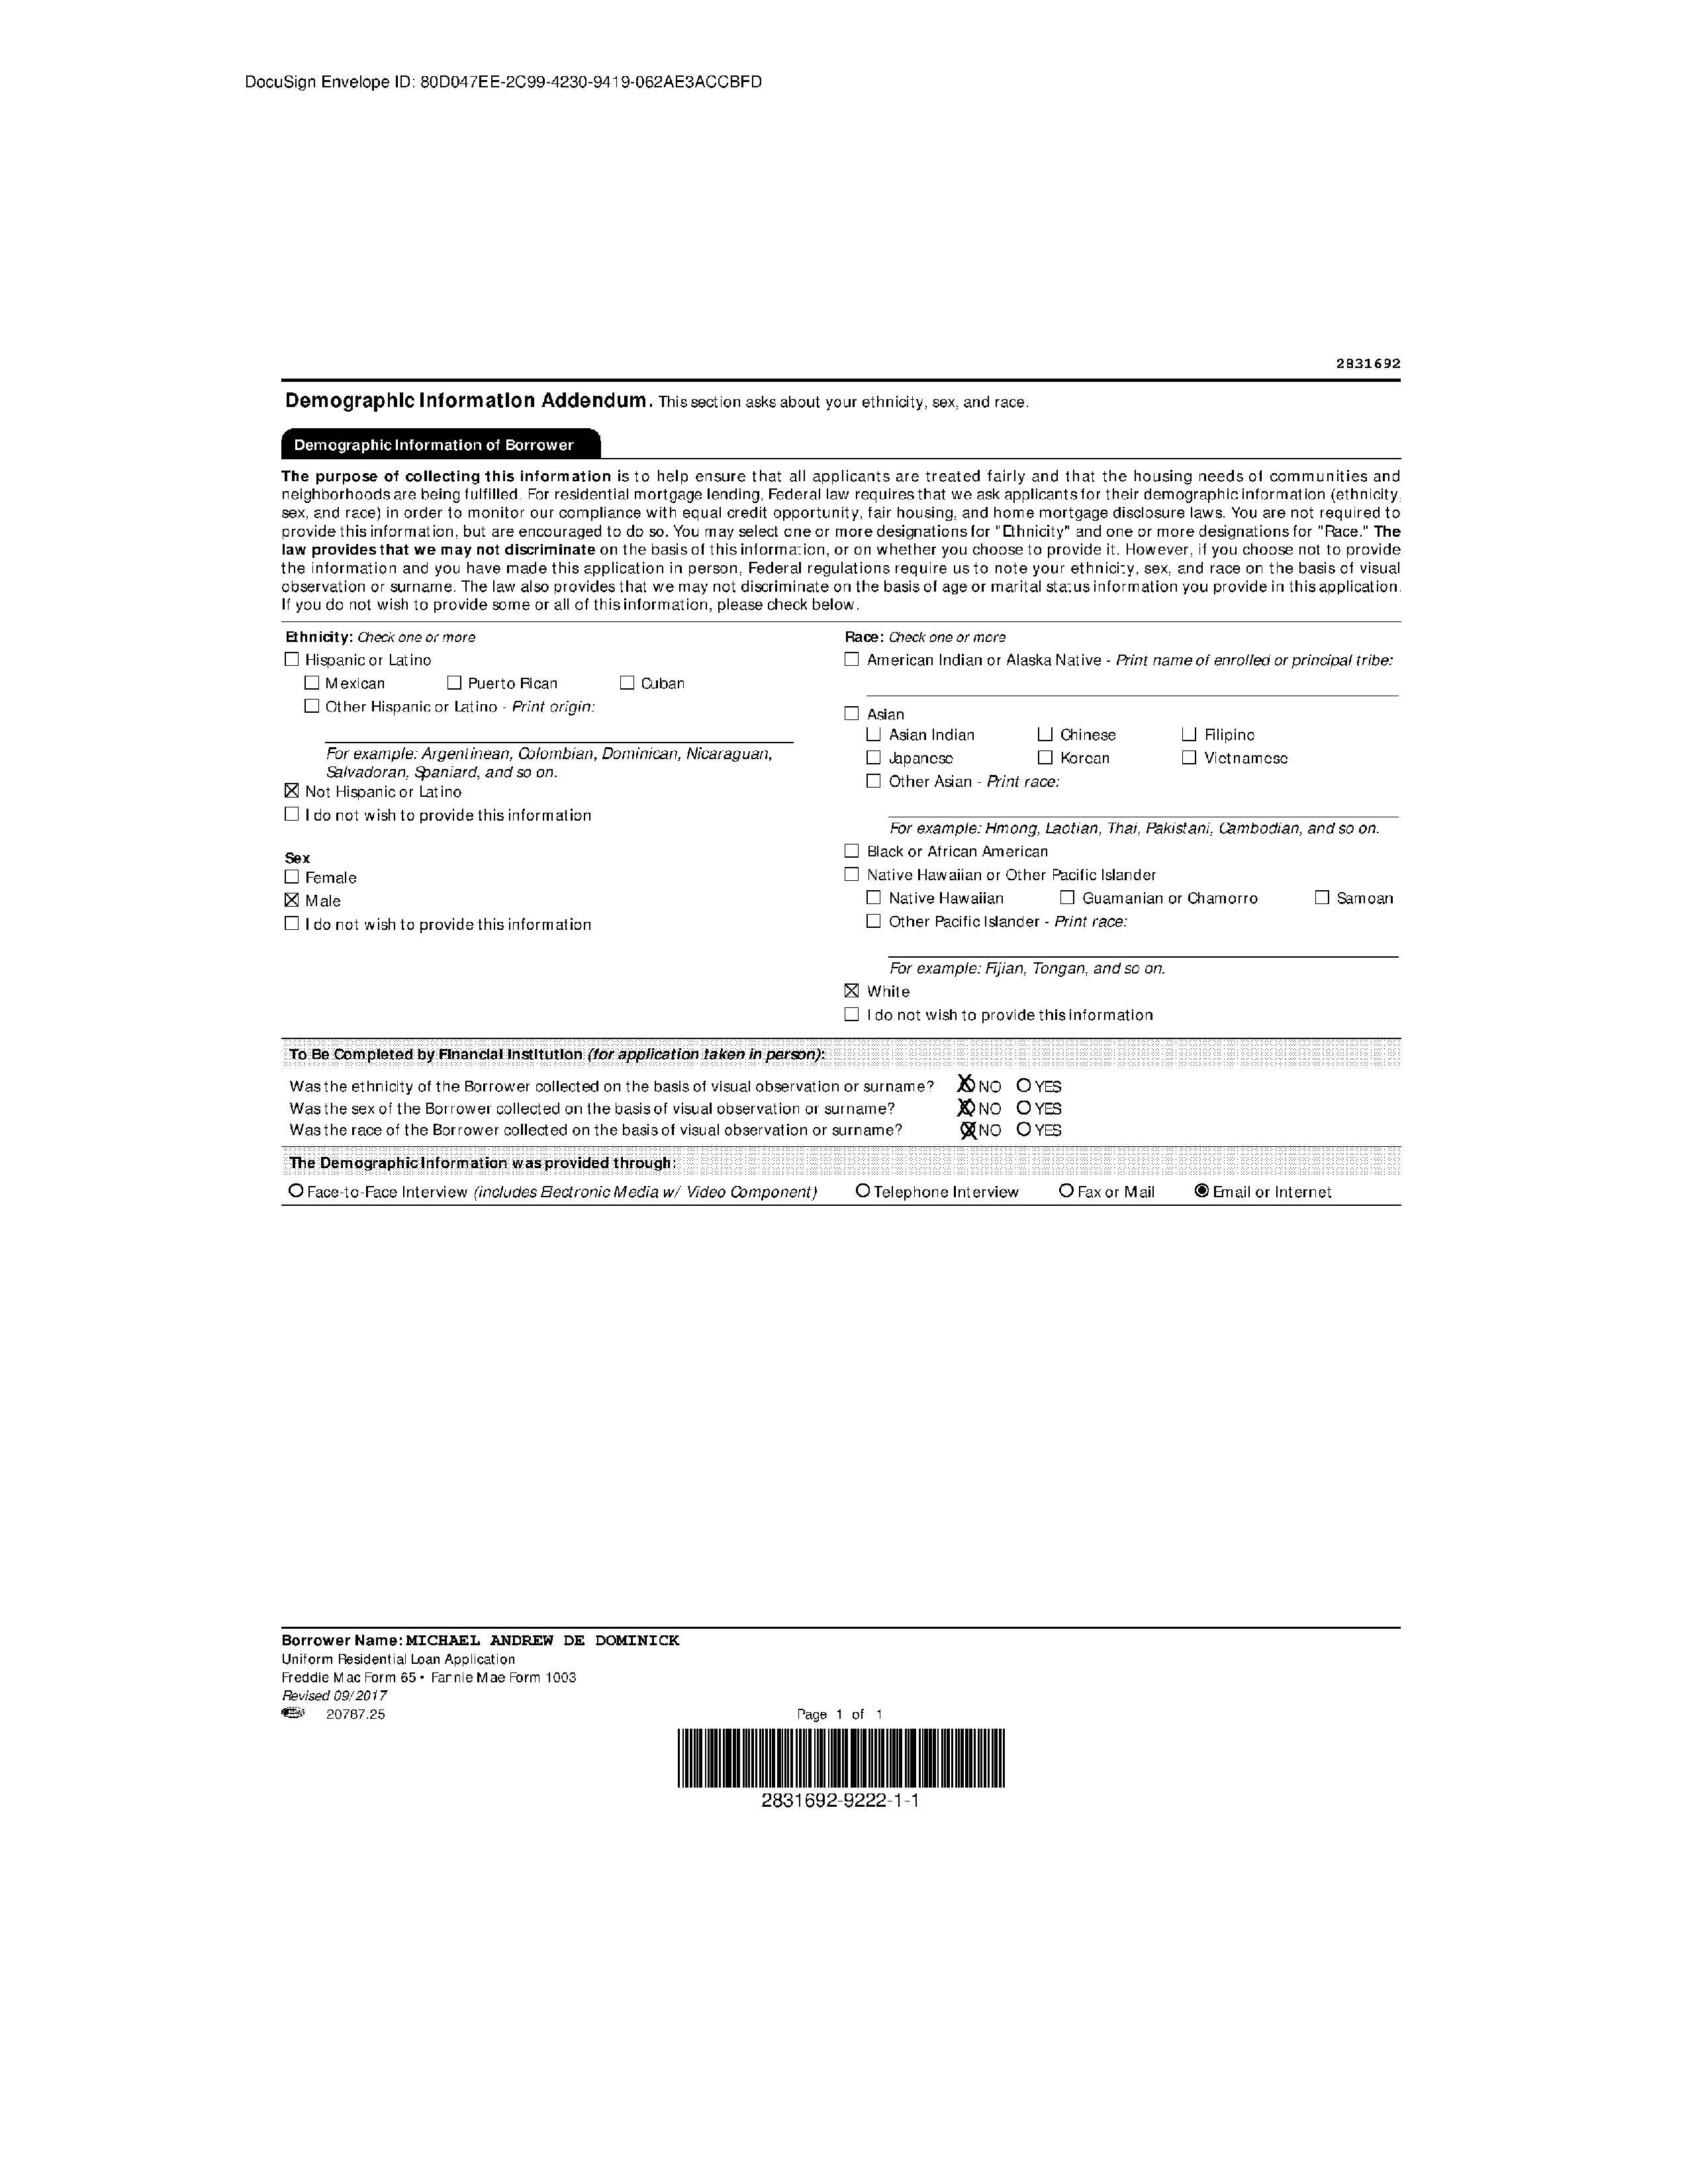 DocuSign Envelope ID: 80D047EE-2C99-4230-9419-062AE3ACCBFD
2831692
Demographic Information Addendum. This section asks about your ethnicity, sex, and race.
Demographic Information of Borrower
The purpose of collecting this information is to help ensure that all applicants are treated fairly and that the housing needs of communities and
neighborhoods are being fulfilled. For residential mortgage lending, Federal law requires that we ask applicants for their demographic information (ethnicity,
sex, and race) in order to monitor our compliance with equal credit opportunity, fair housing, and home mortgage disclosure laws. You are not required to
provide this information, but are encouraged to do so. You may select one or more designations for "Ethnicity" and one or more designations for "Race." The
law provides that we may not discriminate on the basis of this information, or on whether you choose to provide it. However, if you choose not to provide
the information and you have made this application in person, Federal regulations require us to note your ethnicity, sex, and race on the basis of visual
observation or surname. The law also provides that we may not discriminate on the basis of age or marital status information you provide in this application.
If you do not wish to provide some or all of this information, please check below.
Ethnicity: Check one or more
☐ Hispanic or Latino
☐ Mexican ☐ Puerto Rican ☐ Cuban
☐ Other Hispanic or Latino - Print origin:
For example: Argentinean, Colombian, Dominican, Nicaraguan,
Salvadoran, Spaniard, and so on.
☒ Not Hispanic or Latino
☐ I do not wish to provide this information
Sex
☐ Female
☒ Male
☐ I do not wish to provide this information
Race: Check one or more
☐ American Indian or Alaska Native - Print name of enrolled or principal tribe:
☐ Asian
☐ Asian Indian ☐ Chinese ☐ Filipino
☐ Japanese ☐ Korean ☐ Vietnamese
☐ Other Asian - Print race:
For example: Hmong, Laotian, Thai, Pakistani, Cambodian, and so on.
☐ Black or African American
☐ Native Hawaiian or Other Pacific Islander
☐ Native Hawaiian ☐ Guamanian or Chamorro ☐ Samoan
☐ Other Pacific Islander - Print race:
For example: Fijian, Tongan, and so on.
☒ White
☐ I do not wish to provide this information
To Be Completed by Financial Institution (for application taken in person):
Was the ethnicity of the Borrower collected on the basis of visual observation or surname? X NO O YES
Was the sex of the Borrower collected on the basis of visual observation or surname? X NO O YES
Was the race of the Borrower collected on the basis of visual observation or surname? X NO O YES
The Demographic Information was provided through:
○ Face-to-Face Interview (includes Electronic Media w/ Video Component) ○ Telephone Interview ○ Fax or Mail ◉ Email or Internet
Borrower Name: MICHAEL ANDREW DE DOMINICK
Uniform Residential Loan Application
Freddie Mac Form 65 • Fannie Mae Form 1003
Revised 09/2017
20787.25
Page 1 of 1
2831692-9222-1-1